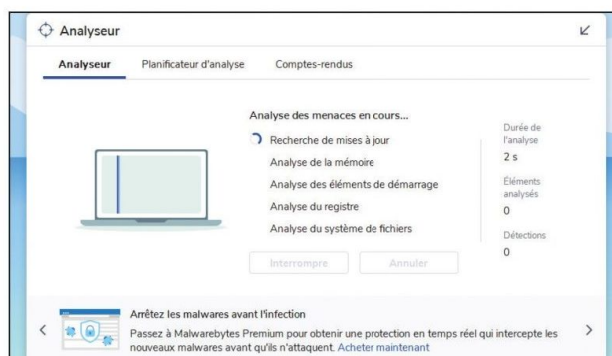 Analyseur
Analyseur
Planificateur d'analyse
Comptes-rendus
Analyse des menaces en cours...
Recherche de mises à jour
Analyse de la mémoire
Analyse des éléments de démarrage
Analyse du registre
Analyse du système de fichiers
Interrompre
Annuler
Durée de
l'analyse
2 s
Éléments
analysés
0
Détections
0
Arrêtez les malwares avant l'infection
Passez à Malwarebytes Premium pour obtenir une protection en temps réel qui intercepte les
nouveaux malwares avant qu'ils n'attaquent. Acheter maintenant